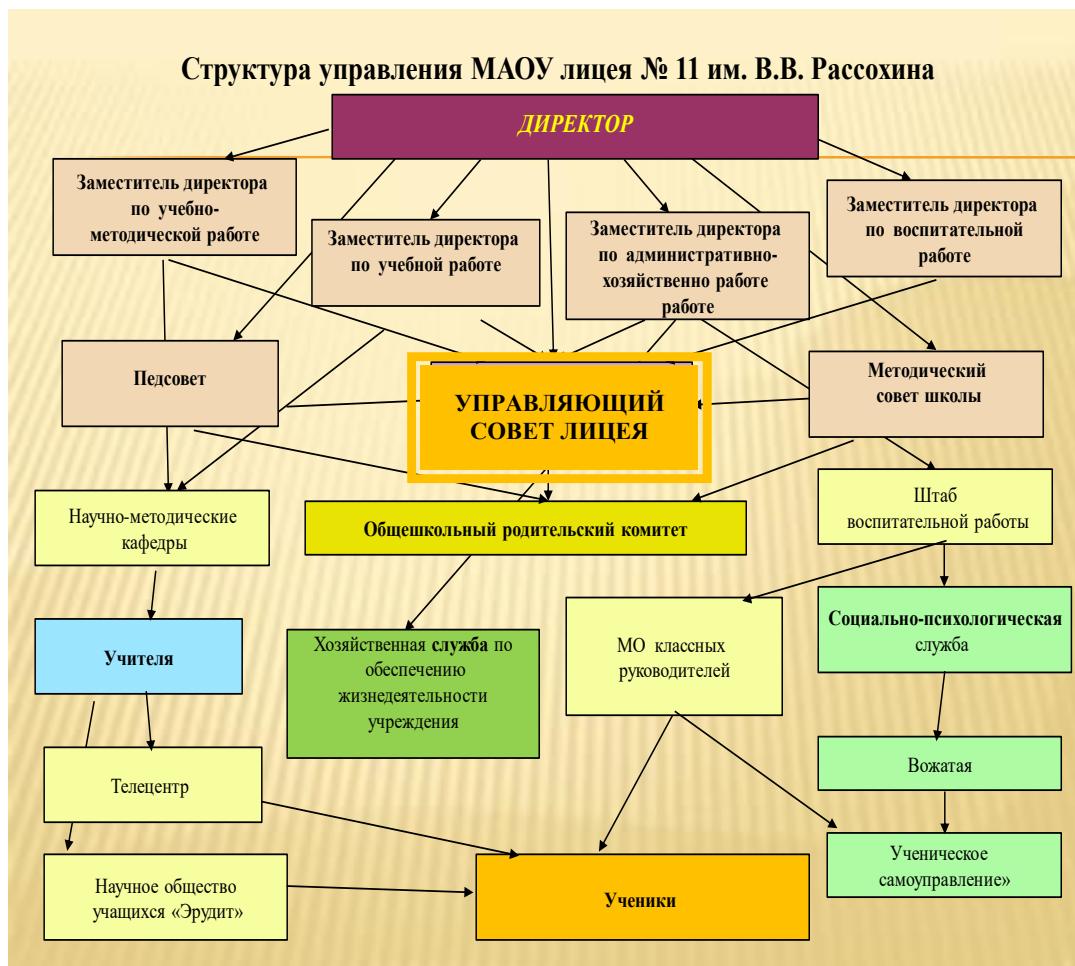 Структура управления МАОУ лицея № 11 им. В.В. Рассохина
ДИРЕКТОР
Заместитель директора
по учебно-
методической работе
Заместитель директора
по учебной работе
Заместитель директора
по административно-
хозяйственно работе
работе
Заместитель директора
по воспитательной
работе
Педсовет
УПРАВЛЯЮЩИЙ
СОВЕТ ЛИЦЕЯ
Методический
совет школы
Научно-методические
кафедры
Общешкольный родительский комитет
Штаб
воспитательной работы
Учителя
Хозяйственная служба по
обеспечению
жизнедеятельности
учреждения
МО классных
руководителей
Социально-психологическая
служба
Телецентр
Вожатая
Научное общество
учащихся «Эрудит»
Ученики
Ученическое
самоуправление»